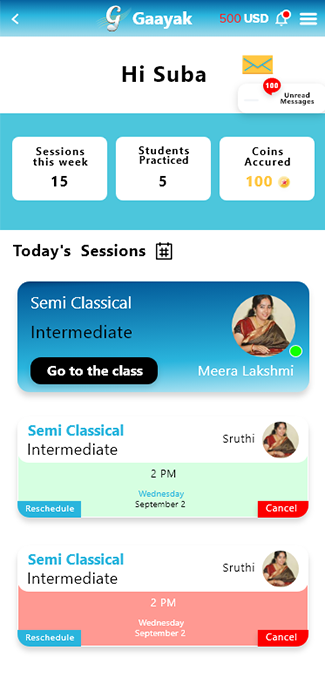 Gaayak
500 USD
Hi Suba
100
Unread
Messages
Sessions
this week
15
Students
Practiced
5
Coins
Accured
100
Today's Sessions
Semi Classical
Intermediate
Go to the class
Meera Lakshmi
Semi Classical
Intermediate
Sruthi
2 PM
Wednesday
September 2
Reschedule
Cancel
Semi Classical
Intermediate
Sruthi
2 PM
Wednesday
September 2
Reschedule
Cancel